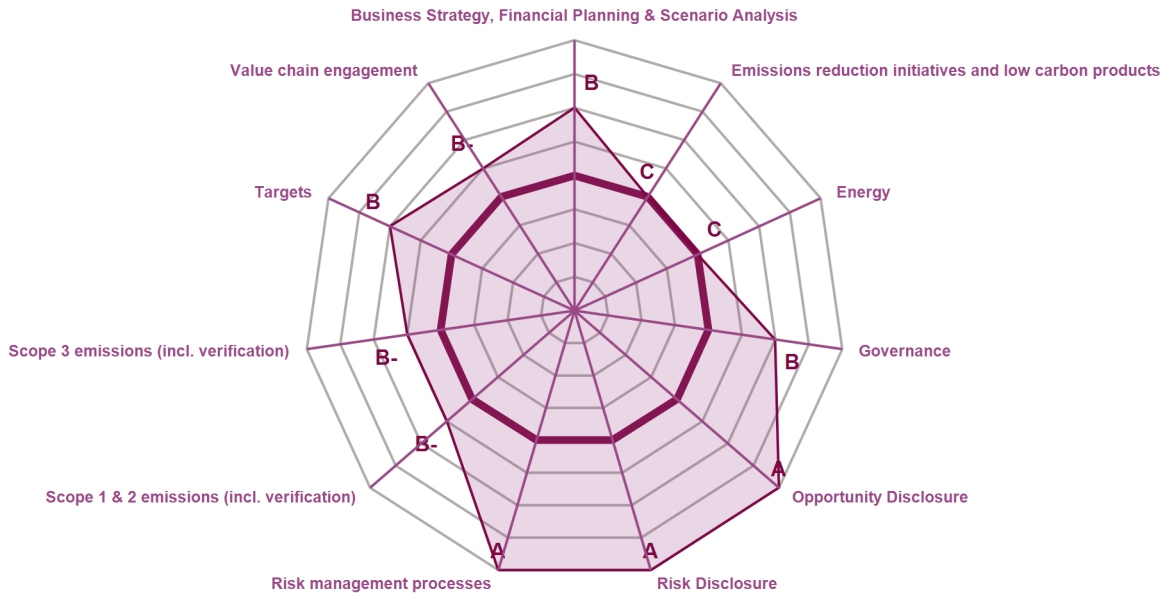 Business Strategy, Financial Planning & Scenario Analysis
Value chain engagement
Emissions reduction initiatives and low carbon products
B
B-
C
Targets
Energy
B
C
Scope 3 emissions (incl. verification)
Governance
B-
B
B-
A
Scope 1 & 2 emissions (incl. verification)
Opportunity Disclosure
A
A
Risk management processes
Risk Disclosure